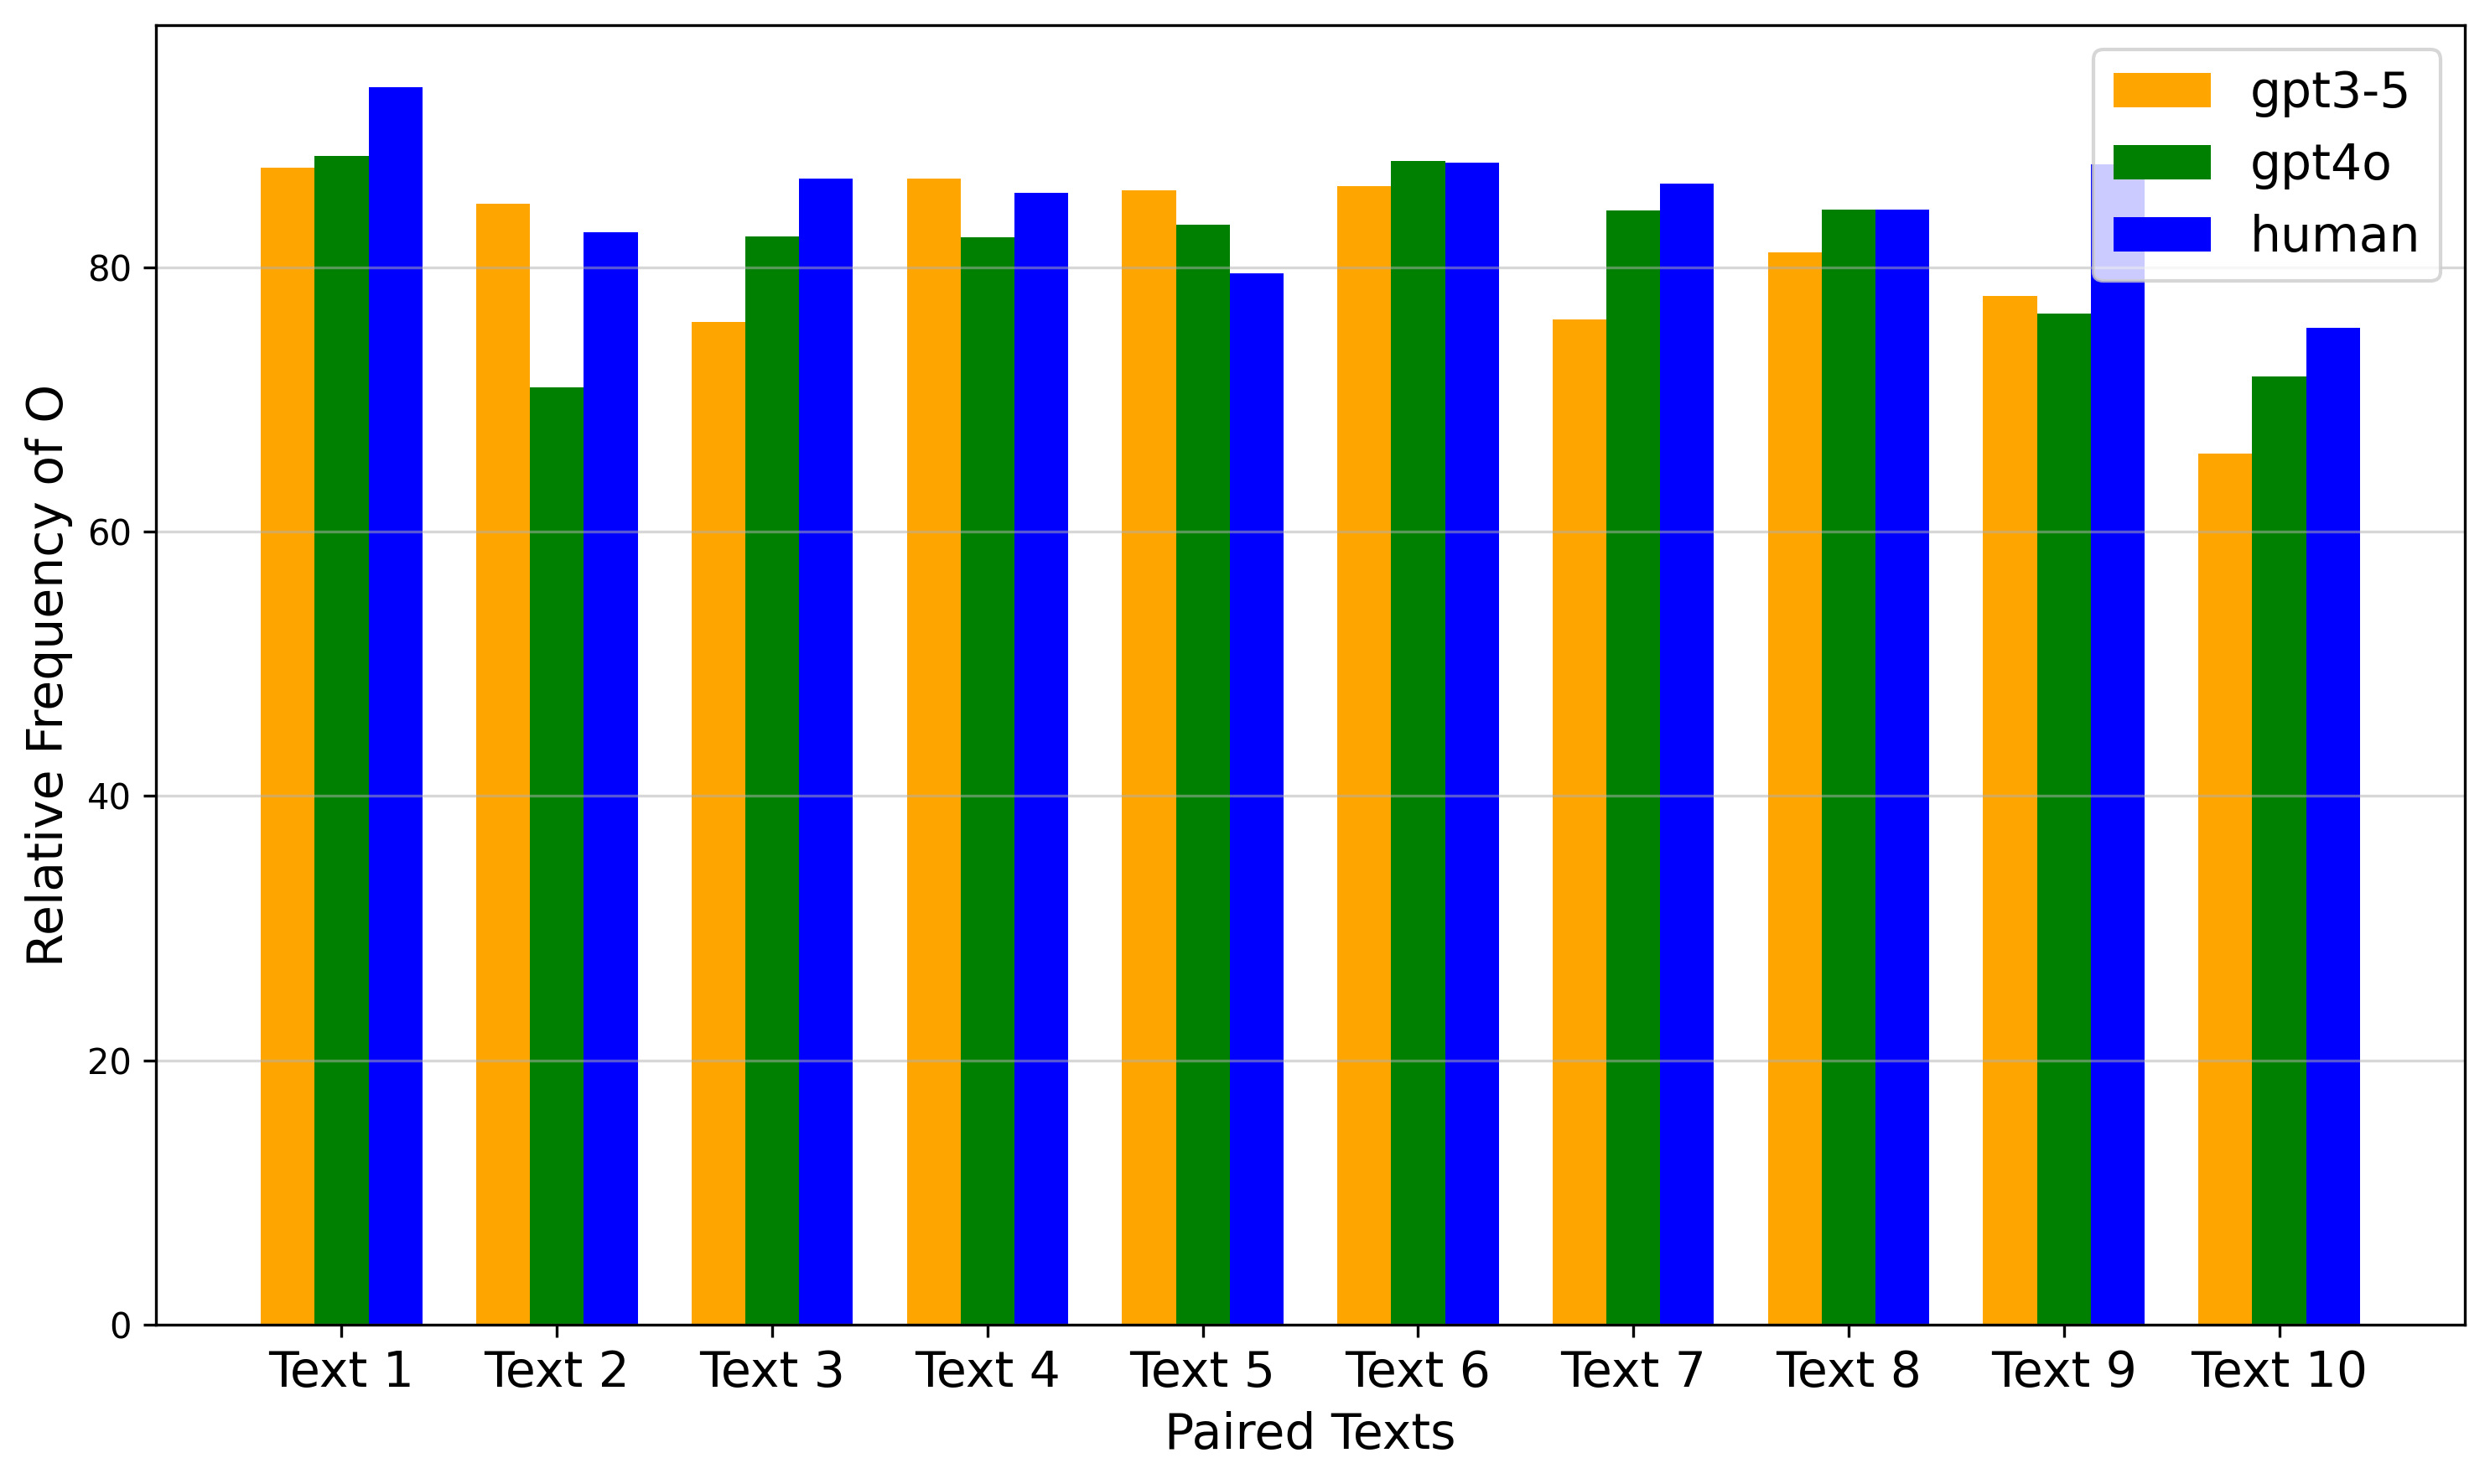 gpt3-5
gpt4o
human
Relative Frequency of O
80
60
40
20
0
Text 1 Text 2 Text 3 Text 4 Text 5 Text 6 Text 7 Text 8 Text 9 Text 10
Paired Texts